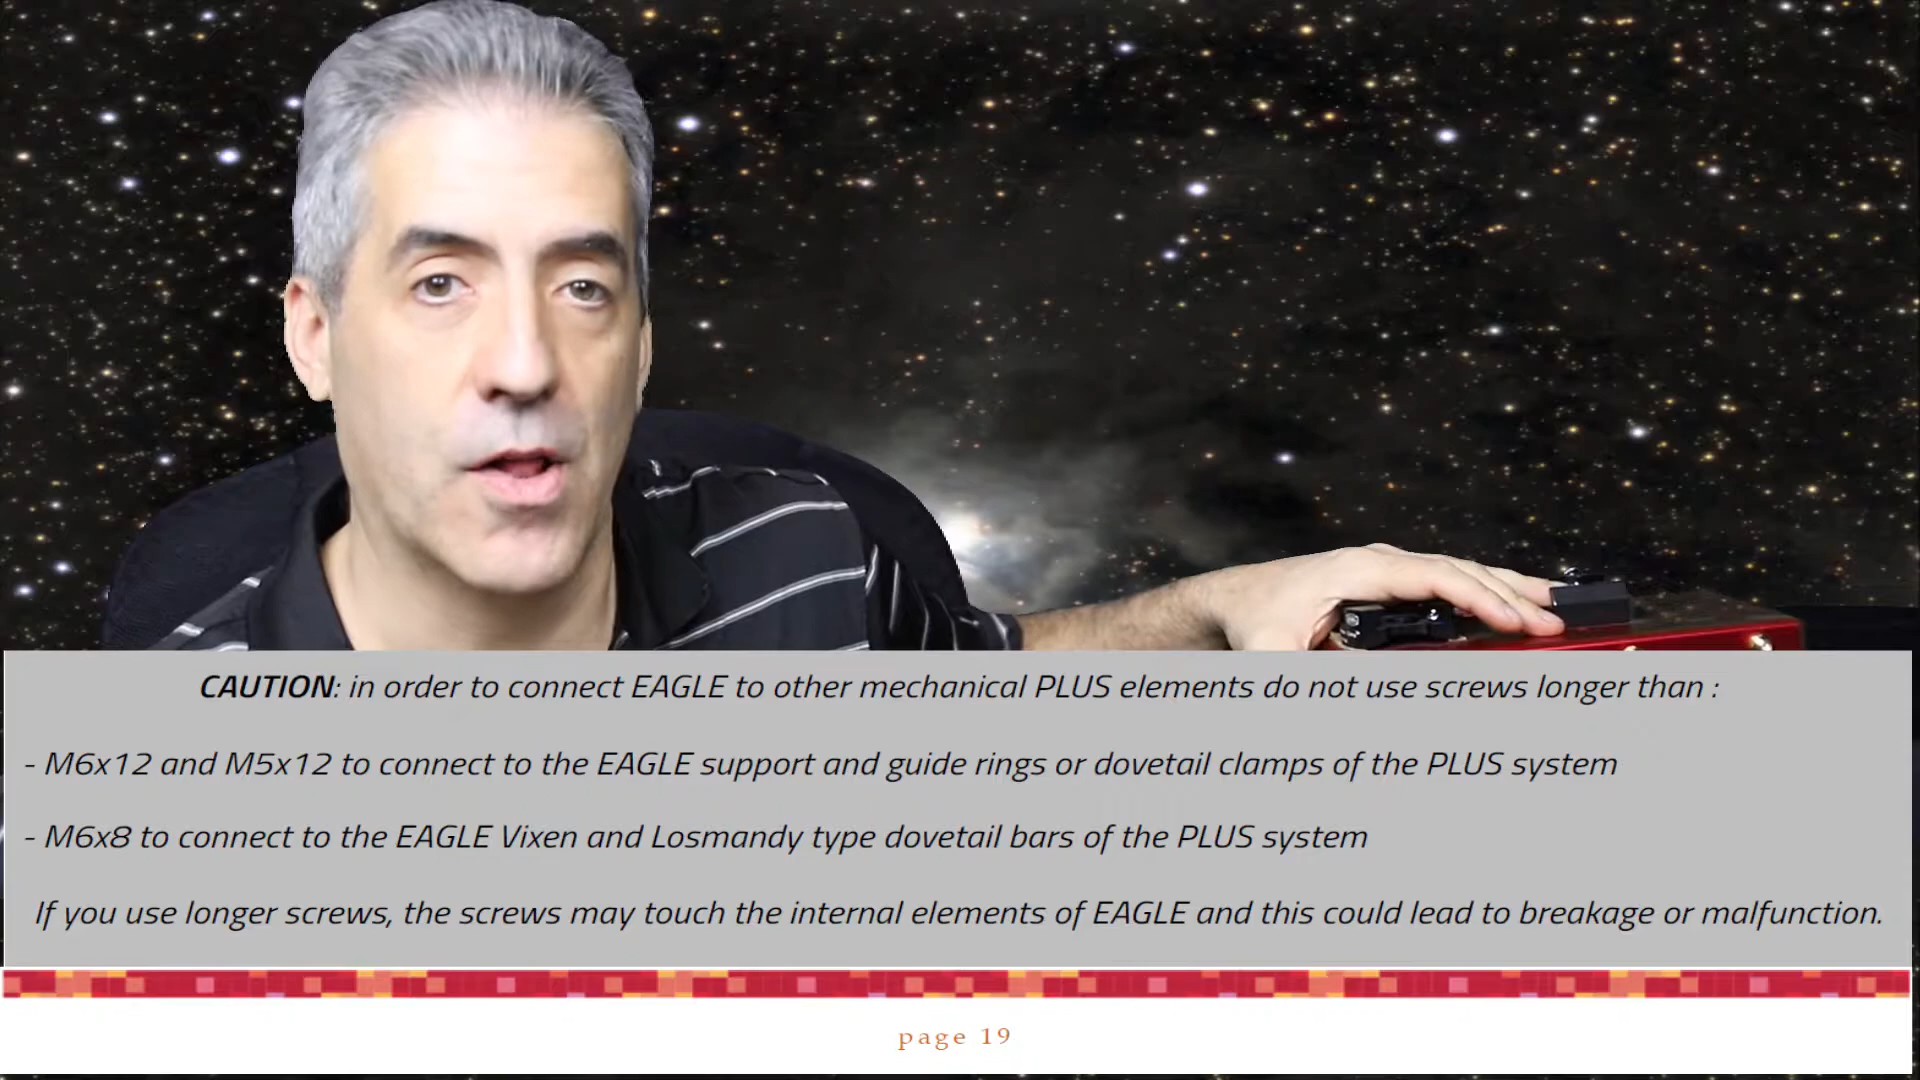 CAUTION: in order to connect EAGLE to other mechanical PLUS elements do not use screws longer than :
- M6x12 and M5x12 to connect to the EAGLE support and guide rings or dovetail clamps of the PLUS system
- M6x8 to connect to the EAGLE Vixen and Losmandy type dovetail bars of the PLUS system
If you use longer screws, the screws may touch the internal elements of EAGLE and this could lead to breakage or malfunction.
page 19